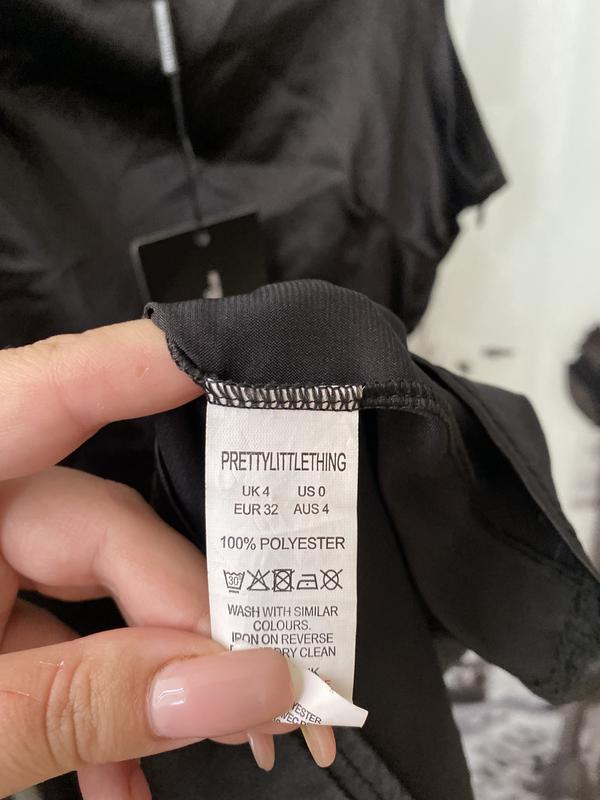 PRETTYLITTLETHING
UK 4 US 0
EUR 32 AUS 4
100% POLYESTER
30°
WASH WITH SIMILAR
COLOURS.
IRON ON REVERSE
DRY CLEAN